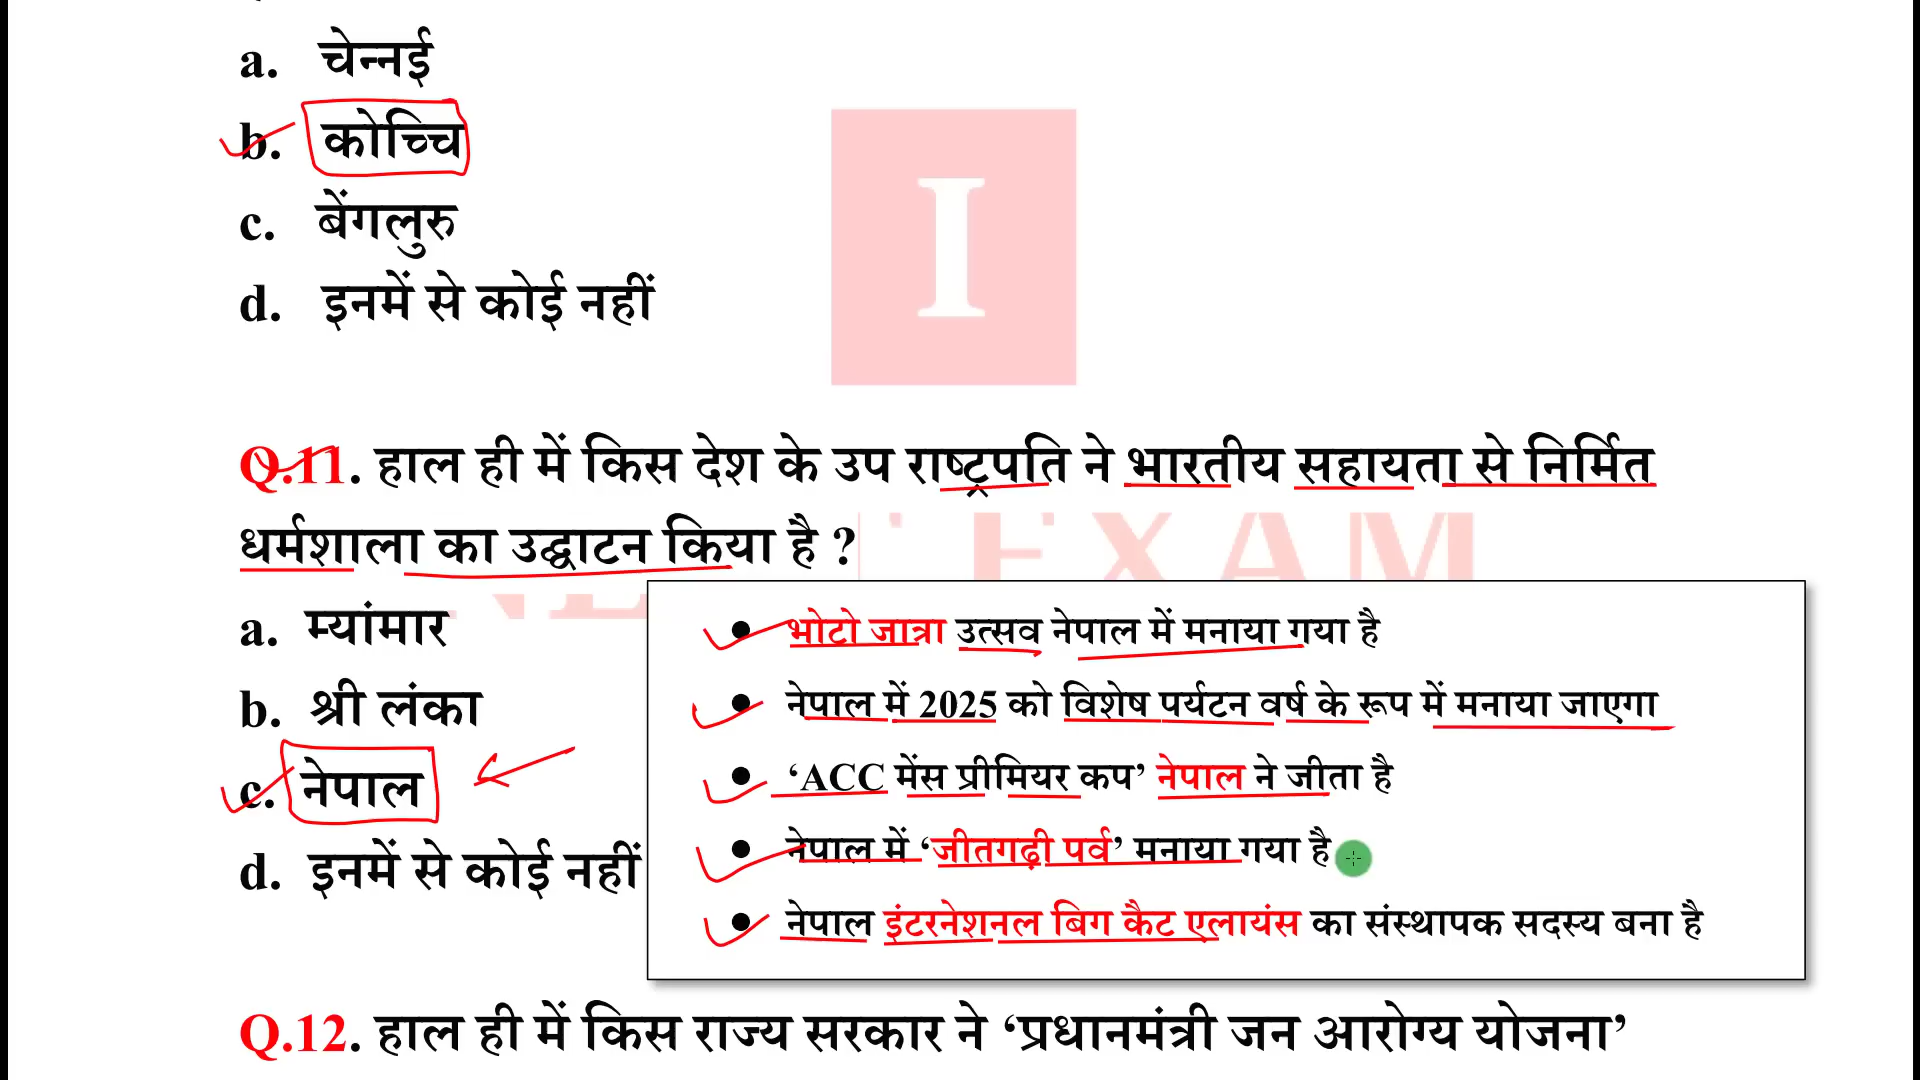 a. चेन्नई
b. कोच्चि
c. बेंगलुरु
d. इनमें से कोई नहीं
I
Q.11. हाल ही में किस देश के उप राष्ट्रपति ने भारतीय सहायता से निर्मित
धर्मशाला का उद्घाटन किया है ?
EXAM
a. म्यांमार
b. श्री लंका
c. नेपाल
d. इनमें से कोई नहीं
• भोटो जात्रा उत्सव नेपाल में मनाया गया है
• नेपाल में 2025 को विशेष पर्यटन वर्ष के रूप में मनाया जाएगा
• ‘ACC मेंस प्रीमियर कप’ नेपाल ने जीता है
• नेपाल में ‘जीतगढ़ी पर्व’ मनाया गया है
• नेपाल इंटरनेशनल बिग कैट एलायंस का संस्थापक सदस्य बना है
Q.12. हाल ही में किस राज्य सरकार ने ‘प्रधानमंत्री जन आरोग्य योजना’